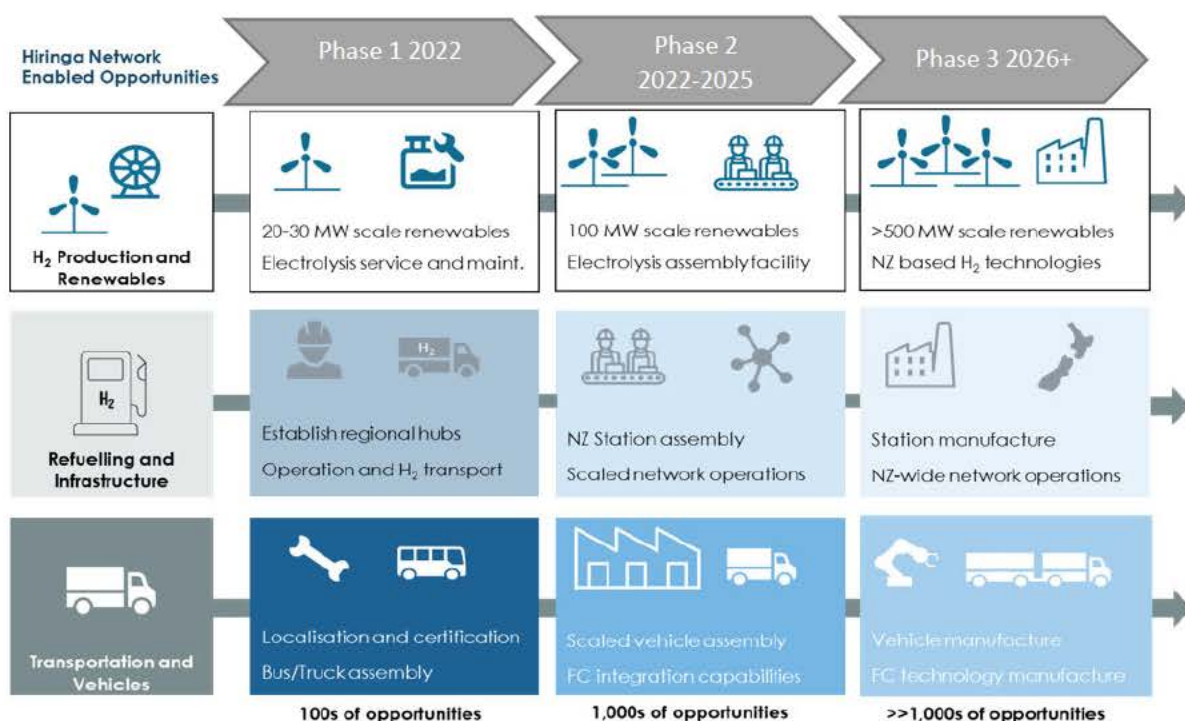 Hiringa Network
Enabled Opportunities
Phase 1 2022
Phase 2
2022-2025
Phase 3 2026+
H₂ Production and
Renewables
20-30 MW scale renewables
Electrolysis service and maint.
100 MW scale renewables
Electrolysis assembly facility
>500 MW scale renewables
NZ based H₂ technologies
H₂
Refuelling and
Infrastructure
H₂
Establish regional hubs
Operation and H₂ transport
NZ Station assembly
Scaled network operations
Station manufacture
NZ-wide network operations
Transportation and
Vehicles
Localisation and certification
Bus/Truck assembly
Scaled vehicle assembly
FC integration capabilities
Vehicle manufacture
FC technology manufacture
100s of opportunities
1,000s of opportunities
>>1,000s of opportunities